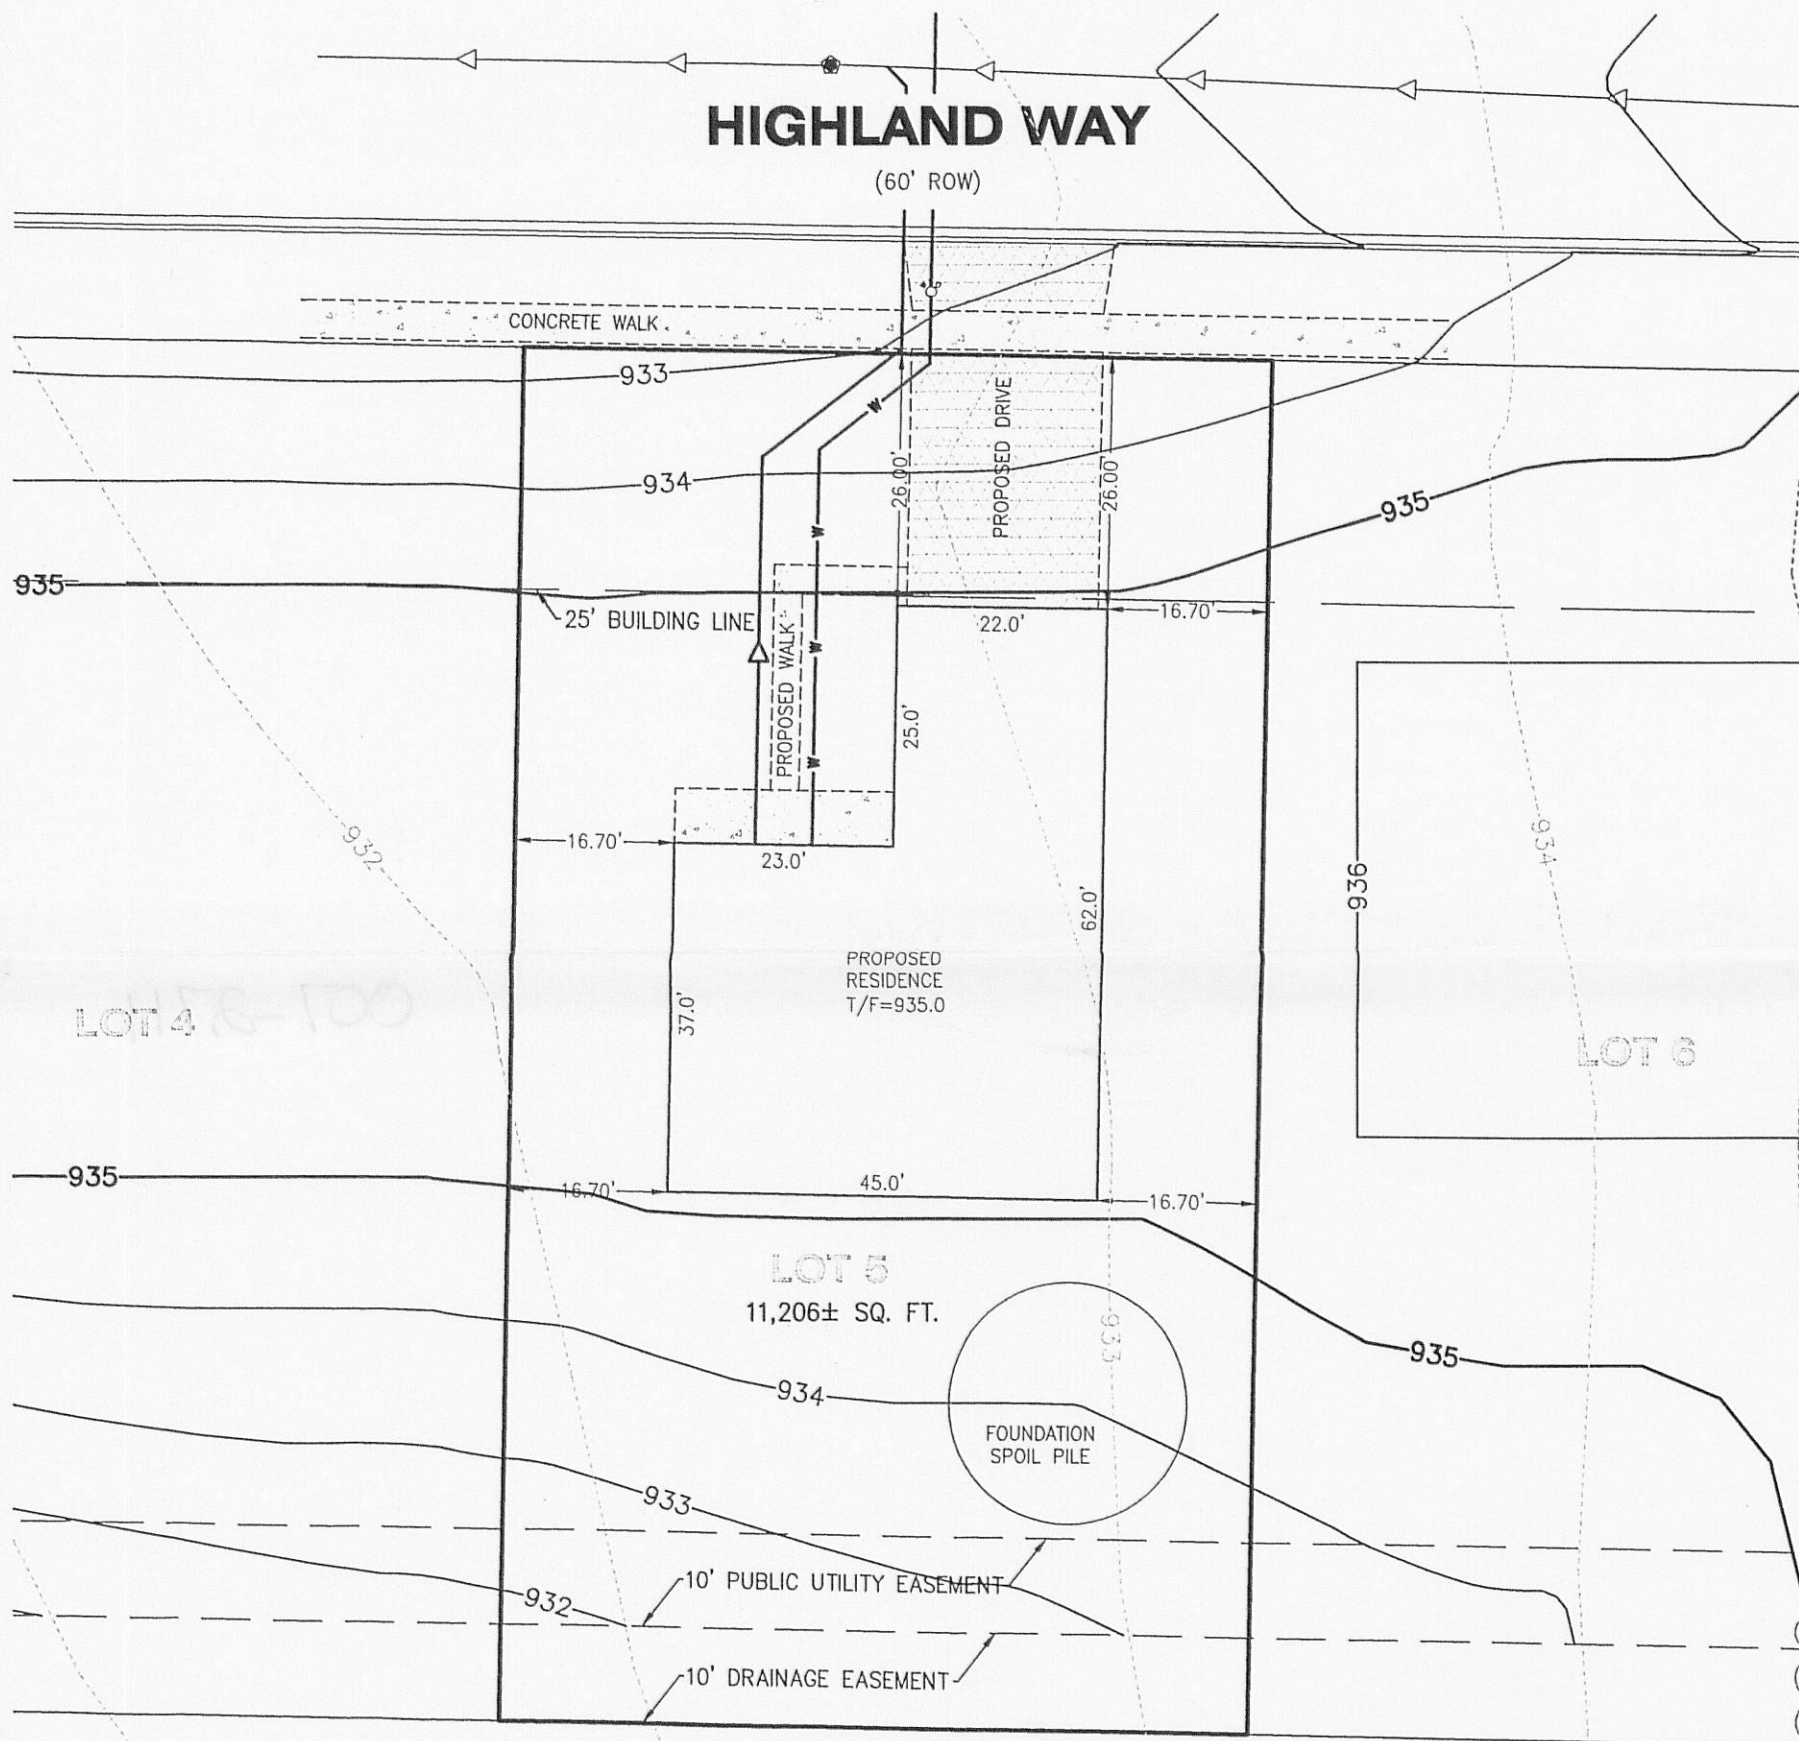 HIGHLAND WAY
(60' ROW)
CONCRETE WALK
933
934
PROPOSED DRIVE
26.00'
26.00'
935
935
25' BUILDING LINE
22.0'
16.70'
W
W
W
W
PROPOSED WALK
25.0'
16.70'
23.0'
932
62.0'
936
934
PROPOSED
RESIDENCE
T/F=935.0
37.0'
LOT 4
LOT 6
935
16.70'
45.0'
16.70'
LOT 5
11,206± SQ. FT.
933
935
934
FOUNDATION
SPOIL PILE
933
10' PUBLIC UTILITY EASEMENT
932
10' DRAINAGE EASEMENT